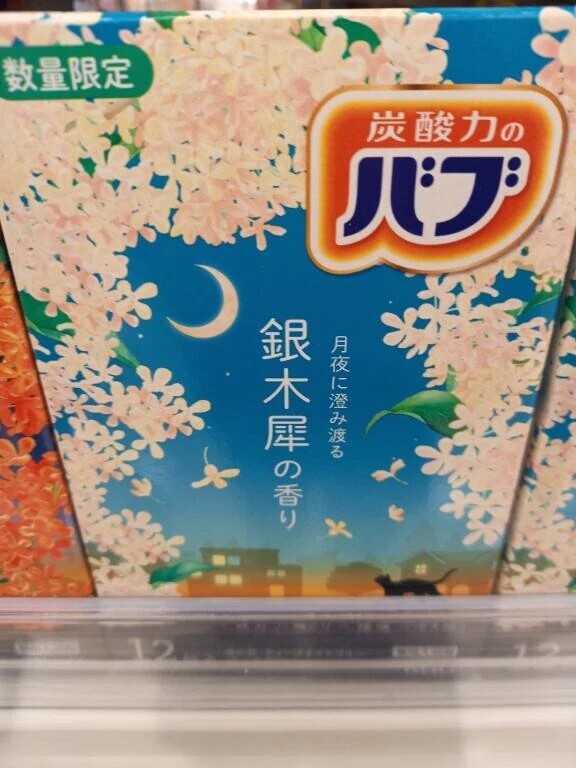 数量限定
炭酸力の
バブ
月夜に澄み渡る
銀木犀の香り
12